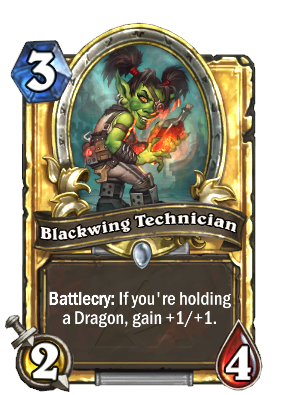 3
Blackwing Technician
Battlecry: If you're holding
a Dragon, gain +1/+1.
2
4